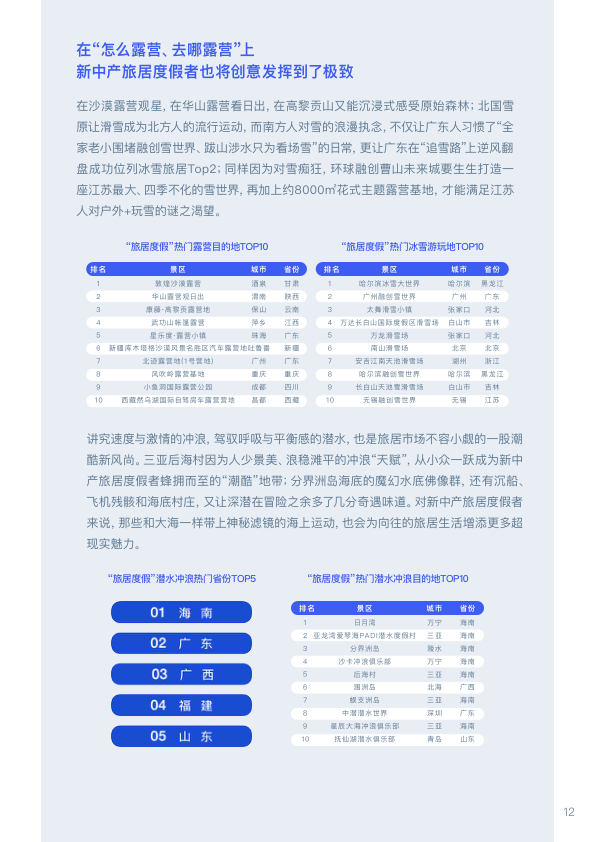 在“怎么露营、去哪露营”上
新中产旅居度假者也将创意发挥到了极致
在沙漠露营观星，在华山露营看日出，在高黎贡山又能沉浸式感受原始森林；北国雪
原让滑雪成为北方人的流行运动，而南方人对雪的浪漫执念，不仅让广东人习惯了“全
家老小围堵融创雪世界、跋山涉水只为看场雪”的日常，更让广东在“追雪路”上逆风翻
盘成功位列冰雪旅居Top2；同样因为对雪痴狂，环球融创曹山未来城要生生打造一
座江苏最大、四季不化的雪世界，再加上约8000㎡花式主题露营基地，才能满足江苏
人对户外+玩雪的谜之渴望。
“旅居度假”热门露营目的地TOP10
排名 景区 城市 省份
1 敦煌沙漠露营 酒泉 甘肃
2 华山露营观日出 渭南 陕西
3 康藤-高黎贡露营地 保山 云南
4 武功山帐篷露营 萍乡 江西
5 星乐度·露营小镇 珠海 广东
6 新疆库木塔格沙漠风景名胜区汽车露营地 吐鲁番 新疆
7 北迹露营地(1号营地) 广州 广东
8 凤吹岭露营基地 重庆 重庆
9 小鱼洞国际露营公园 成都 四川
10 西藏然乌湖国际自驾房车露营营地 昌都 西藏
“旅居度假”热门冰雪游玩地TOP10
排名 景区 城市 省份
1 哈尔滨冰雪大世界 哈尔滨 黑龙江
2 广州融创雪世界 广州 广东
3 太舞滑雪小镇 张家口 河北
4 万达长白山国际度假区滑雪场 白山市 吉林
5 万龙滑雪场 张家口 河北
6 南山滑雪场 北京 北京
7 安吉江南天池滑雪场 湖州 浙江
8 哈尔滨融创雪世界 哈尔滨 黑龙江
9 长白山天池雪滑雪场 白山市 吉林
10 无锡融创雪世界 无锡 江苏
讲究速度与激情的冲浪，驾驭呼吸与平衡感的潜水，也是旅居市场不容小觑的一股潮
酷新风尚。三亚后海村因为人少景美、浪稳滩平的冲浪“天赋”，从小众一跃成为新中
产旅居度假者蜂拥而至的“潮酷”地带；分界洲岛海底的魔幻水底佛像群，还有沉船、
飞机残骸和海底村庄，又让深潜在冒险之余多了几分奇遇味道。对新中产旅居度假者
来说，那些和大海一样带上神秘滤镜的海上运动，也会为向往的旅居生活增添更多超
现实魅力。
“旅居度假”潜水冲浪热门省份TOP5
01 海南
02 广东
03 广西
04 福建
05 山东
“旅居度假”热门潜水冲浪目的地TOP10
排名 景区 城市 省份
1 日月湾 万宁 海南
2 亚龙湾爱琴海PADI潜水度假村 三亚 海南
3 分界洲岛 陵水 海南
4 沙卡冲浪俱乐部 万宁 海南
5 后海村 三亚 海南
6 涠洲岛 北海 广西
7 蜈支洲岛 三亚 海南
8 中潜潜水世界 深圳 广东
9 星辰大海冲浪俱乐部 三亚 海南
10 抚仙湖潜水俱乐部 青岛 山东
12